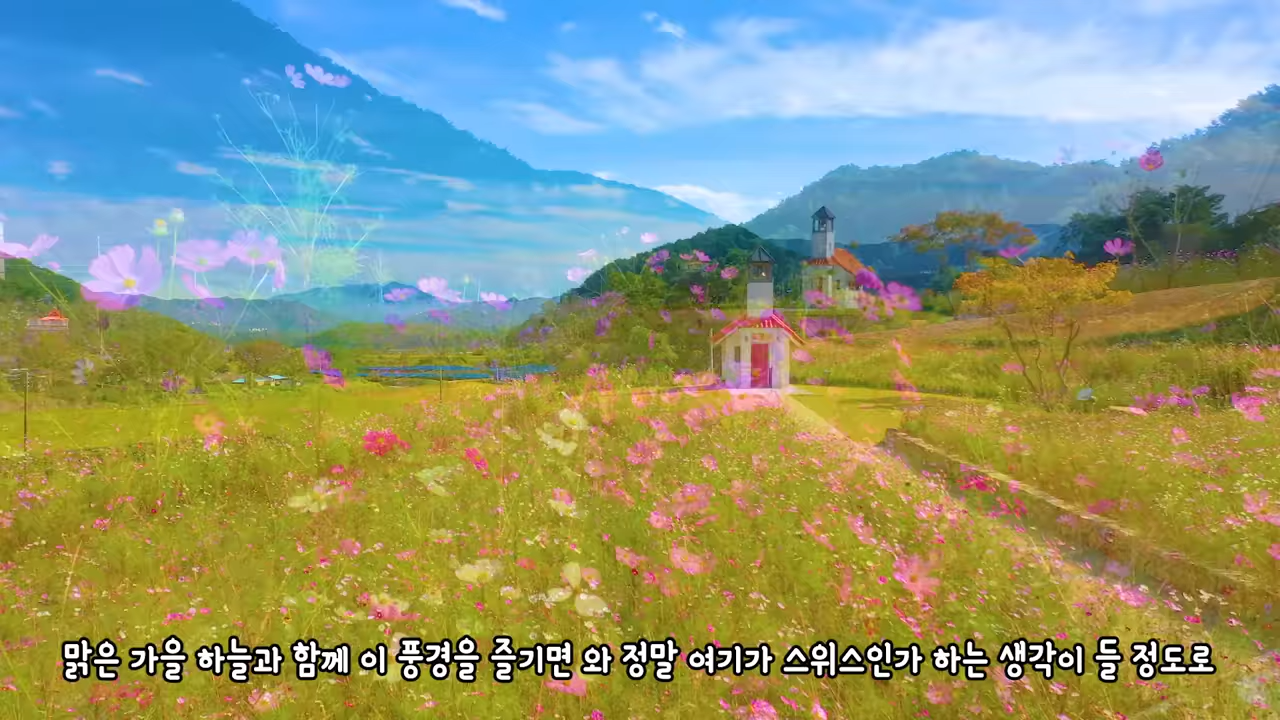 맑은 가을 하늘과 함께 이 풍경을 즐기면 와 정말 여기가 스위스인가 하는 생각이 들 정도로